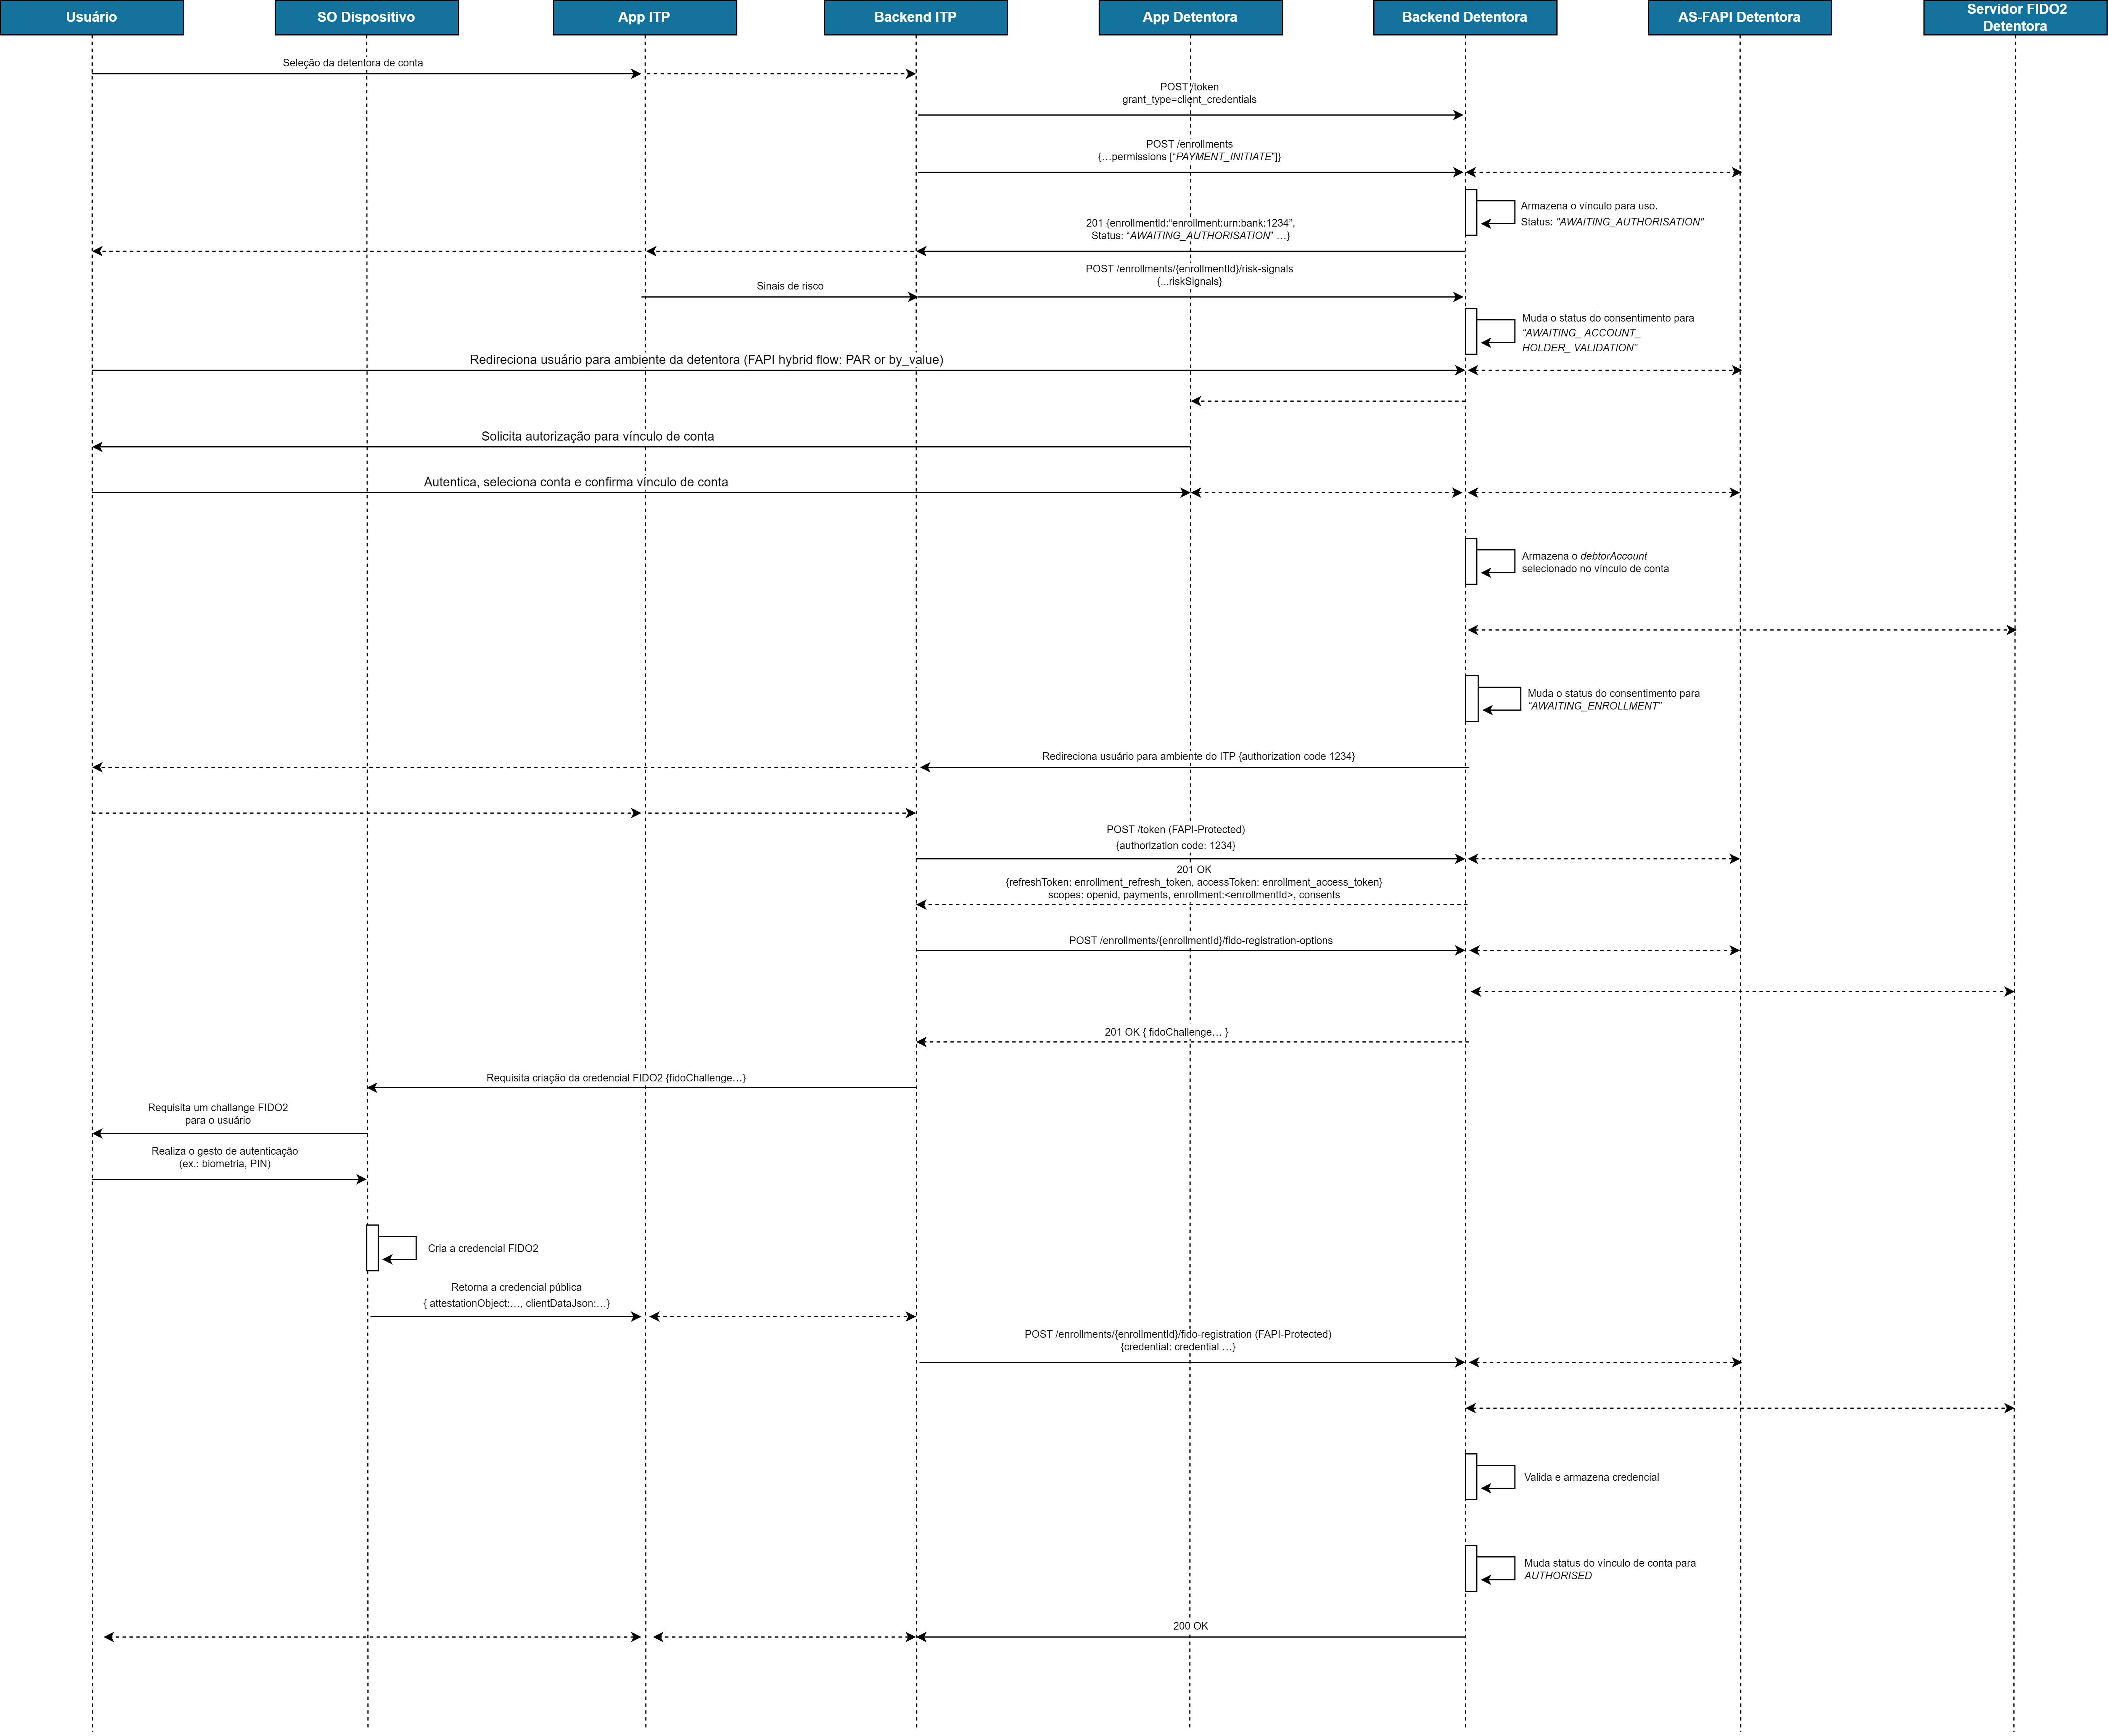 Usuário
SO Dispositivo
App ITP
Backend ITP
App Detentora
Backend Detentora
AS-FAPI Detentora
Servidor FIDO2
Detentora
Seleção da detentora de conta
POST /token
grant_type=client_credentials
POST /enrollments
{…permissions [“PAYMENT_INITIATE”]}
Armazena o vínculo para uso.
Status: "AWAITING_AUTHORISATION"
201 {enrollmentId:“enrollment:urn:bank:1234”,
Status: “AWAITING_AUTHORISATION” …}
POST /enrollments/{enrollmentId}/risk-signals
{...riskSignals}
Sinais de risco
Muda o status do consentimento para
“AWAITING_ ACCOUNT_
HOLDER_ VALIDATION”
Redireciona usuário para ambiente da detentora (FAPI hybrid flow: PAR or by_value)
Solicita autorização para vínculo de conta
Autentica, seleciona conta e confirma vínculo de conta
Armazena o debtorAccount
selecionado no vínculo de conta
Muda o status do consentimento para
“AWAITING_ENROLLMENT”
Redireciona usuário para ambiente do ITP {authorization code 1234}
POST /token (FAPI-Protected)
{authorization code: 1234}
201 OK
{refreshToken: enrollment_refresh_token, accessToken: enrollment_access_token}
scopes: openid, payments, enrollment:<enrollmentId>, consents
POST /enrollments/{enrollmentId}/fido-registration-options
201 OK { fidoChallenge… }
Requisita criação da credencial FIDO2 {fidoChallenge…}
Requisita um challange FIDO2
para o usuário
Realiza o gesto de autenticação
(ex.: biometria, PIN)
Cria a credencial FIDO2
Retorna a credencial pública
{ attestationObject:…, clientDataJson:…}
POST /enrollments/{enrollmentId}/fido-registration (FAPI-Protected)
{credential: credential …}
Valida e armazena credencial
Muda status do vínculo de conta para
AUTHORISED
200 OK